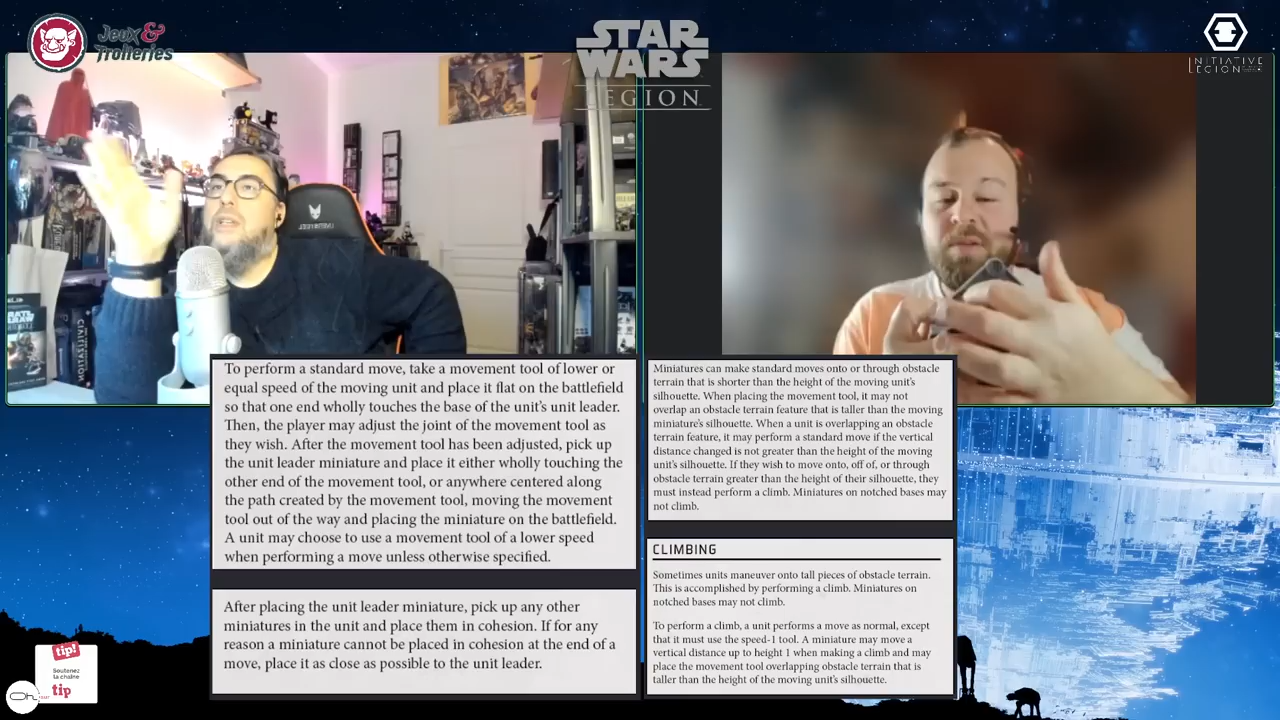 Jeux &
Trolleries
STAR
WARS
LEGION
INITIATIVE
LEGION
To perform a standard move, take a movement tool of lower or
equal speed of the moving unit and place it flat on the battlefield
so that one end wholly touches the base of the unit's unit leader.
Then, the player may adjust the joint of the movement tool as
they wish. After the movement tool has been adjusted, pick up
the unit leader miniature and place it either wholly touching the
other end of the movement tool, or anywhere centered along
the path created by the movement tool, moving the movement
tool out of the way and placing the miniature on the battlefield.
A unit may choose to use a movement tool of a lower speed
when performing a move unless otherwise specified.
After placing the unit leader miniature, pick up any other
miniatures in the unit and place them in cohesion. If for any
reason a miniature cannot be placed in cohesion at the end of a
move, place it as close as possible to the unit leader.
Miniatures can make standard moves onto or through obstacle
terrain that is shorter than the height of the moving unit's
silhouette. When placing the movement tool, it may not
overlap an obstacle terrain feature that is taller than the moving
miniature's silhouette. When a unit is overlapping an obstacle
terrain feature, it may perform a standard move if the vertical
distance changed is not greater than the height of the moving
unit's silhouette. If they wish to move onto, off of, or through
obstacle terrain greater than the height of their silhouette, they
must instead perform a climb. Miniatures on notched bases may
not climb.
CLIMBING
Sometimes units maneuver onto tall pieces of obstacle terrain.
This is accomplished by performing a climb. Miniatures on
notched bases may not climb.
To perform a climb, a unit performs a move as normal, except
that it must use the speed-1 tool. A miniature may move a
vertical distance up to height 1 when making a climb and may
place the movement tool overlapping obstacle terrain that is
taller than the height of the moving unit's silhouette.
tip!
Soutenez
la chaîne
tip